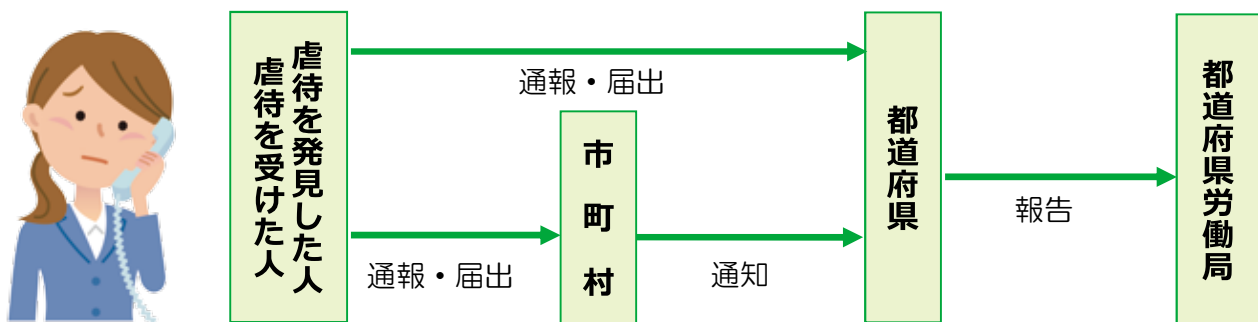 虐待を発見した人
虐待を受けた人
通報・届出
通報・届出
市町村
通知
都道府県
報告
都道府県労働局